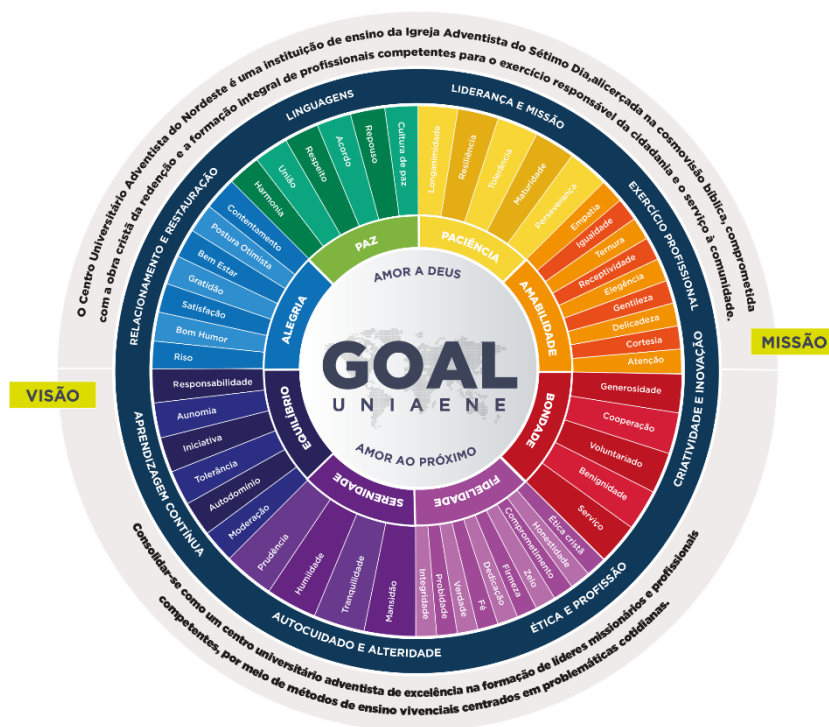 O Centro Universitário Adventista do Nordeste é uma instituição de ensino da Igreja Adventista do Sétimo Dia,alicerçada na cosmovisão bíblica, comprometida
com a obra cristã da redenção e a formação integral de profissionais competentes para o exercício responsável da cidadania e o serviço à comunidade.
MISSÃO
VISÃO
Consolidar-se como um centro universitário adventista de excelência na formação de líderes missionários e profissionais
competentes, por meio de métodos de ensino vivenciais centrados em problemáticas cotidianas.
LINGUAGENS
LIDERANÇA E MISSÃO
EXERCÍCIO PROFISSIONAL
CRIATIVIDADE E INOVAÇÃO
ÉTICA E PROFISSÃO
AUTOCUIDADO E ALTERIDADE
APRENDIZAGEM CONTÍNUA
RELACIONAMENTO E RESTAURAÇÃO
PAZ
Harmonia
União
Respeito
Acordo
Repouso
Cultura de paz
PACIÊNCIA
Longanimidade
Resiliência
Tolerância
Maturidade
Perseverança
AMABILIDADE
Empatia
Igualdade
Ternura
Receptividade
Elegência
Gentileza
Delicadeza
Cortesia
Atenção
BONDADE
Generosidade
Cooperação
Voluntariado
Benignidade
Serviço
FIDELIDADE
Ética cristã
Honestidade
Comprometimento
Zelo
Firmeza
Dedicação
Fé
Verdade
Probidade
Integridade
SERENIDADE
Mansidão
Tranquilidade
Humildade
Prudência
EQUILÍBRIO
Moderação
Autodomínio
Tolerância
Iniciativa
Aunomia
Responsabilidade
ALEGRIA
Riso
Bom Humor
Satisfação
Gratidão
Bem Estar
Postura Otimista
Contentamento
AMOR A DEUS
GOAL
UNIAENE
AMOR AO PRÓXIMO